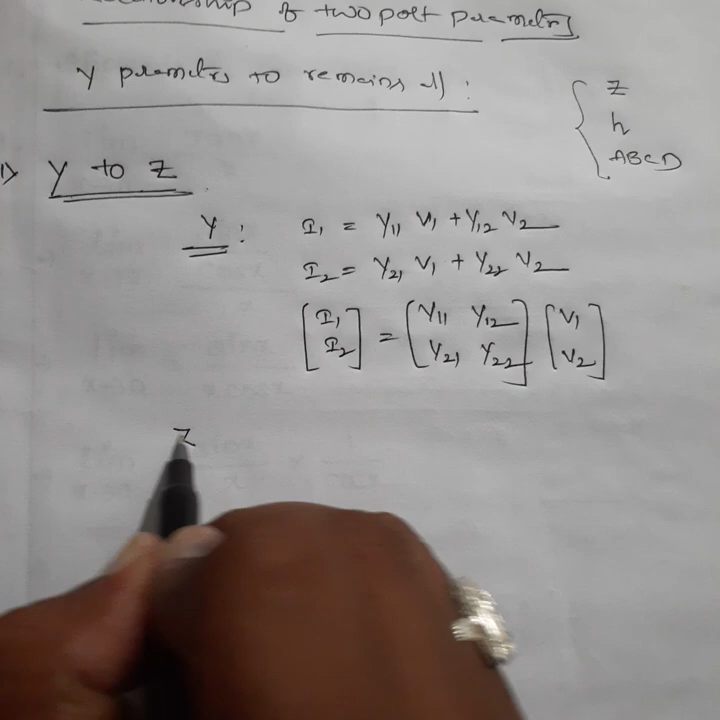 of two port parameters
Y parameters to remains all :
Z
h
ABCD
1) Y to Z
Y : I1 = Y11 V1 + Y12 V2
I2 = Y21 V1 + Y22 V2
[I1 I2] = [Y11 Y12 Y21 Y22] [V1 V2]
Z